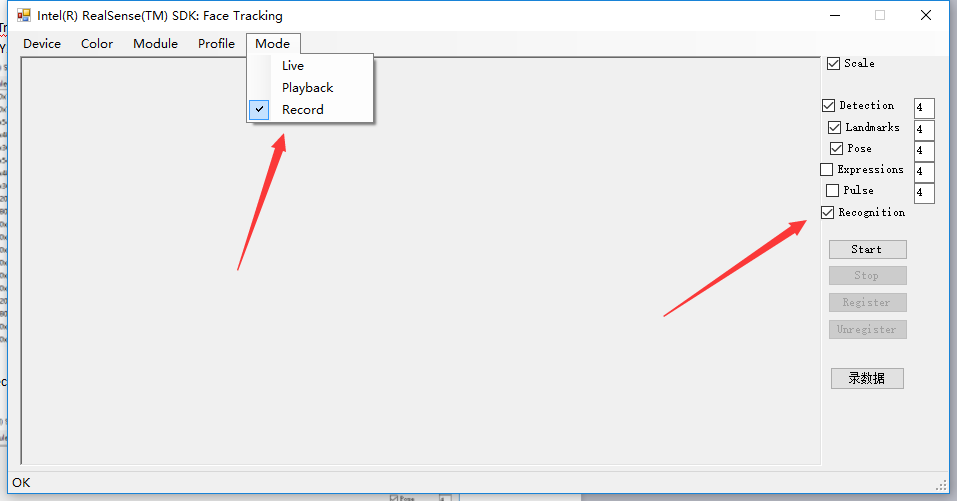 Intel(R) RealSense(TM) SDK: Face Tracking
Device Color Module Profile Mode
Live
Playback
Record
Scale
Detection 4
Landmarks 4
Pose 4
Expressions 4
Pulse 4
Recognition
Start
Stop
Register
Unregister
录数据
OK